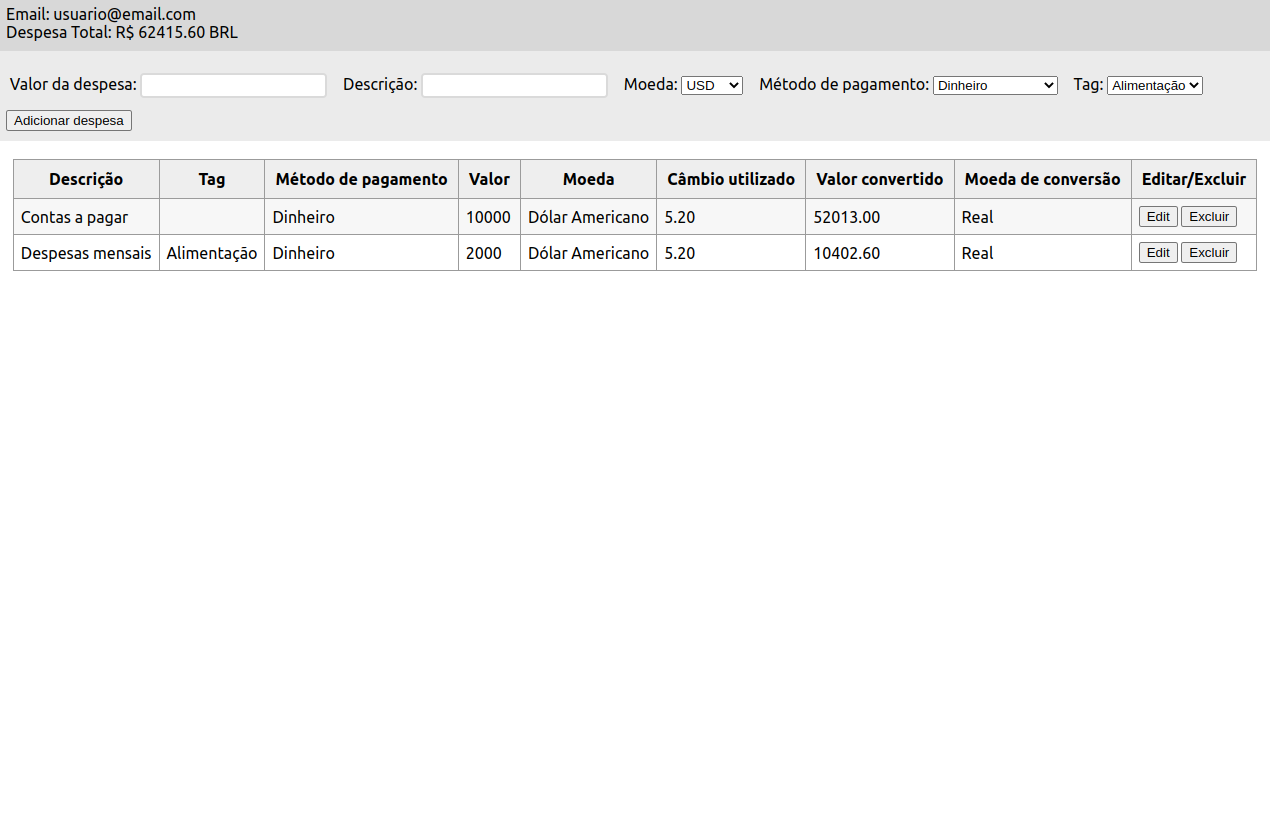 Email: usuario@email.com
Despesa Total: R$ 62415.60 BRL
Valor da despesa: Descrição: Moeda: USD Método de pagamento: Dinheiro Tag: Alimentação
Adicionar despesa
Descrição Tag Método de pagamento Valor Moeda Câmbio utilizado Valor convertido Moeda de conversão Editar/Excluir
Contas a pagar Dinheiro 10000 Dólar Americano 5.20 52013.00 Real Edit Excluir
Despesas mensais Alimentação Dinheiro 2000 Dólar Americano 5.20 10402.60 Real Edit Excluir